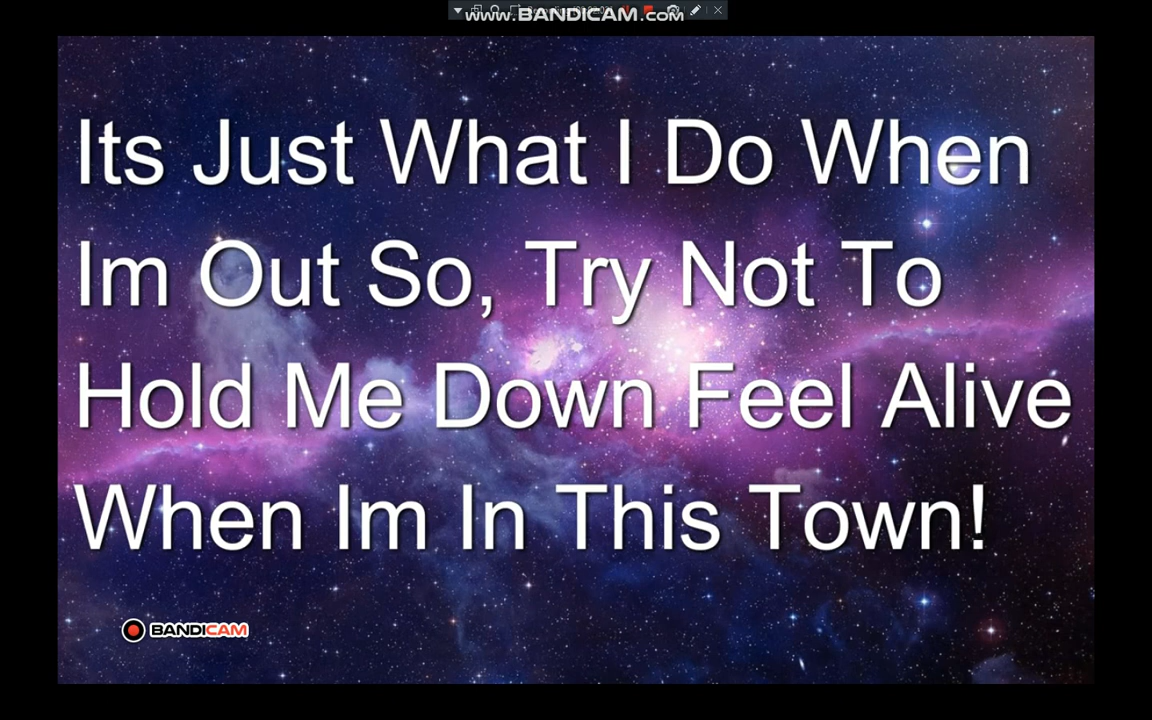 www.BANDICAM.com
Its Just What I Do When
Im Out So, Try Not To
Hold Me Down Feel Alive
When Im In This Town!
BANDICAM